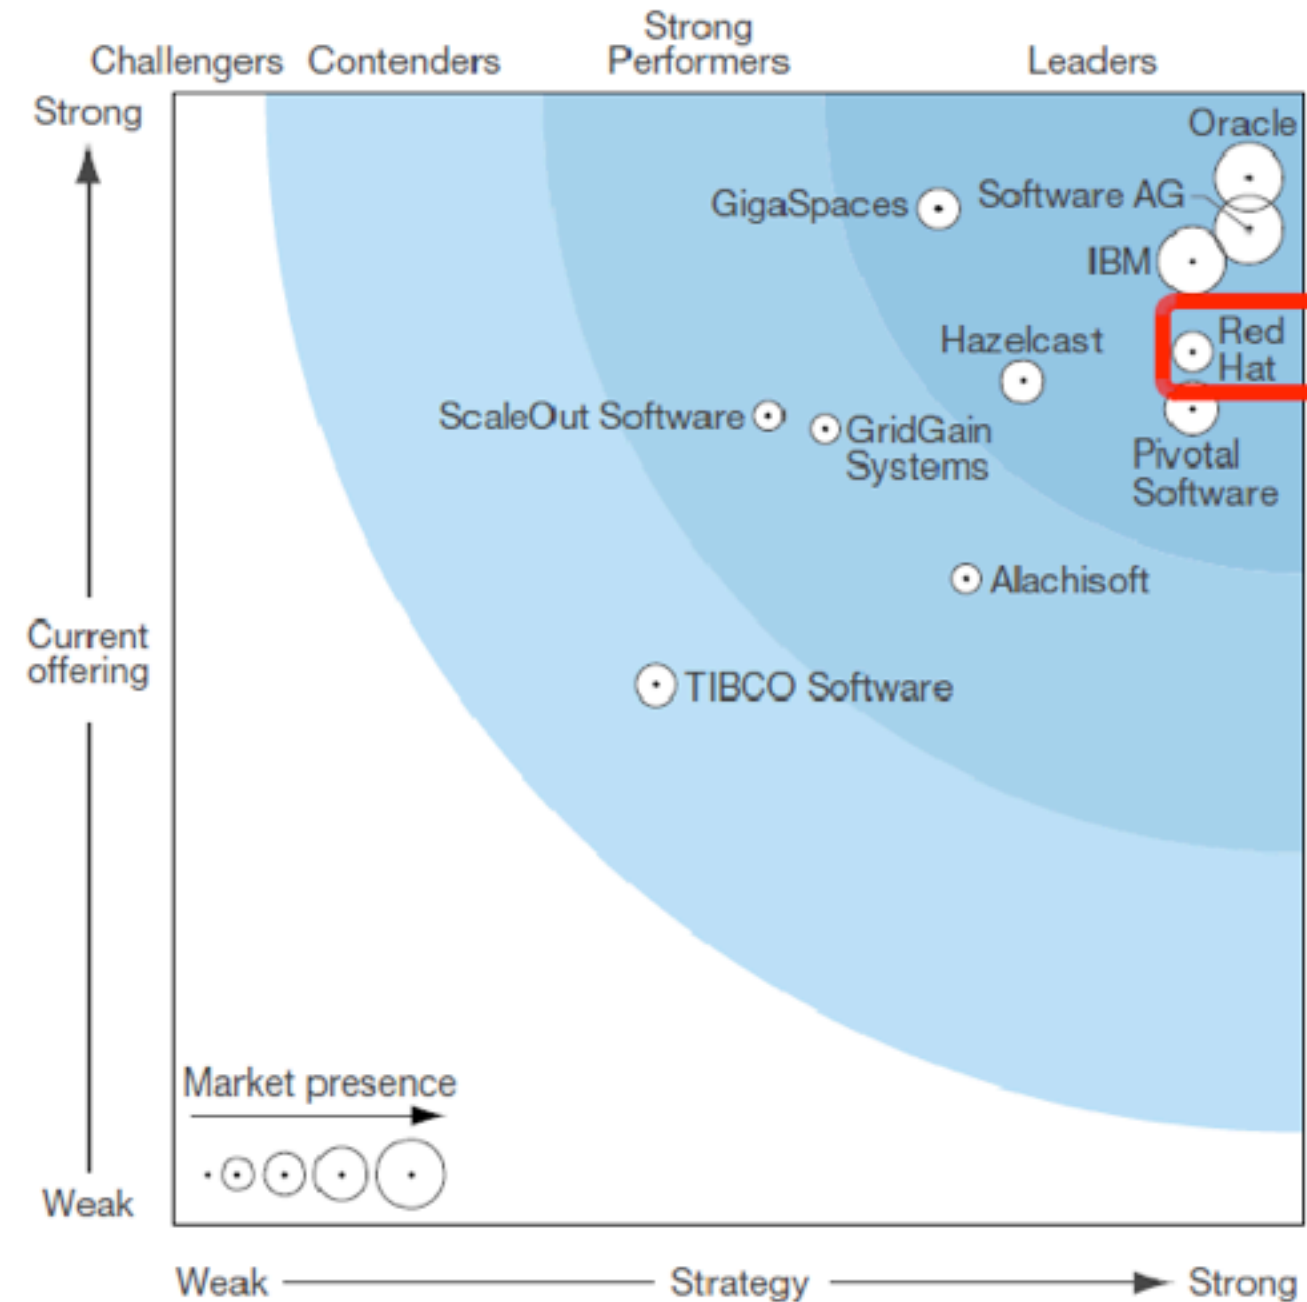 Strong
Challengers Contenders Performers Leaders
Strong
Oracle
GigaSpaces Software AG
IBM
Red
Hat
Hazelcast
ScaleOut Software
GridGain
Systems
Pivotal
Software
Allachisoft
Current
offering
TIBCO Software
Market presence
Weak
Weak Strategy Strong